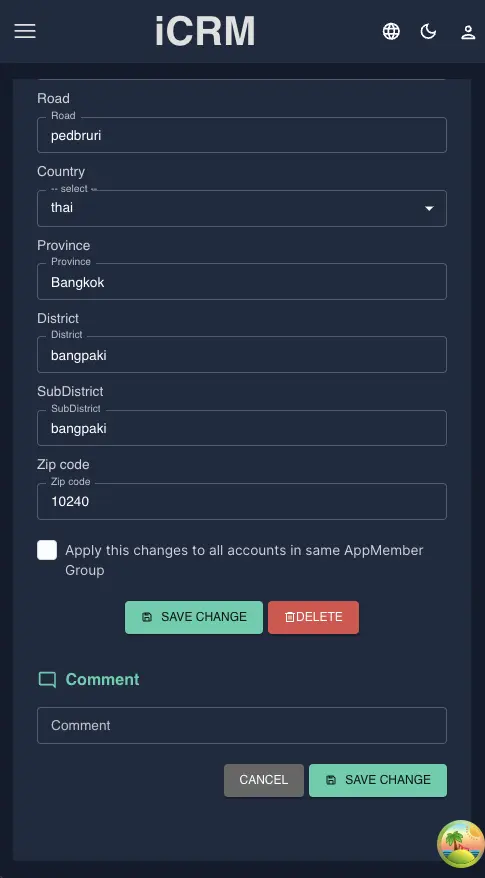 iCRM
Road
Road
pedbruri
Country
-- select --
thai
Province
Province
Bangkok
District
District
bangpaki
SubDistrict
SubDistrict
bangpaki
Zip code
Zip code
10240
Apply this changes to all accounts in same AppMember
Group
SAVE CHANGE DELETE
Comment
Comment
CANCEL SAVE CHANGE